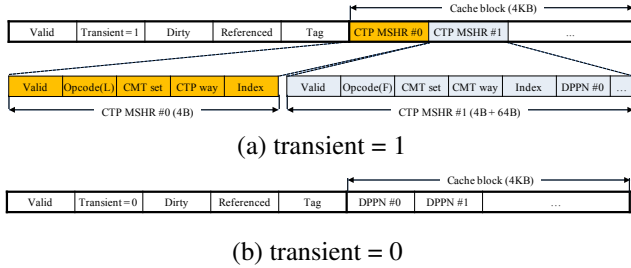 Cache block (4KB)
Valid Transient = 1 Dirty Referenced Tag CTP MSHR #0 CTP MSHR #1 ...
Valid Opcode(L) CMT set CTP way Index Valid Opcode(F) CMT set CMT way Index DPPN #0 ...
CTP MSHR #0 (4B) CTP MSHR #1 (4B + 64B)
(a) transient = 1
Cache block (4KB)
Valid Transient = 0 Dirty Referenced Tag DPPN #0 DPPN #1 ...
(b) transient = 0